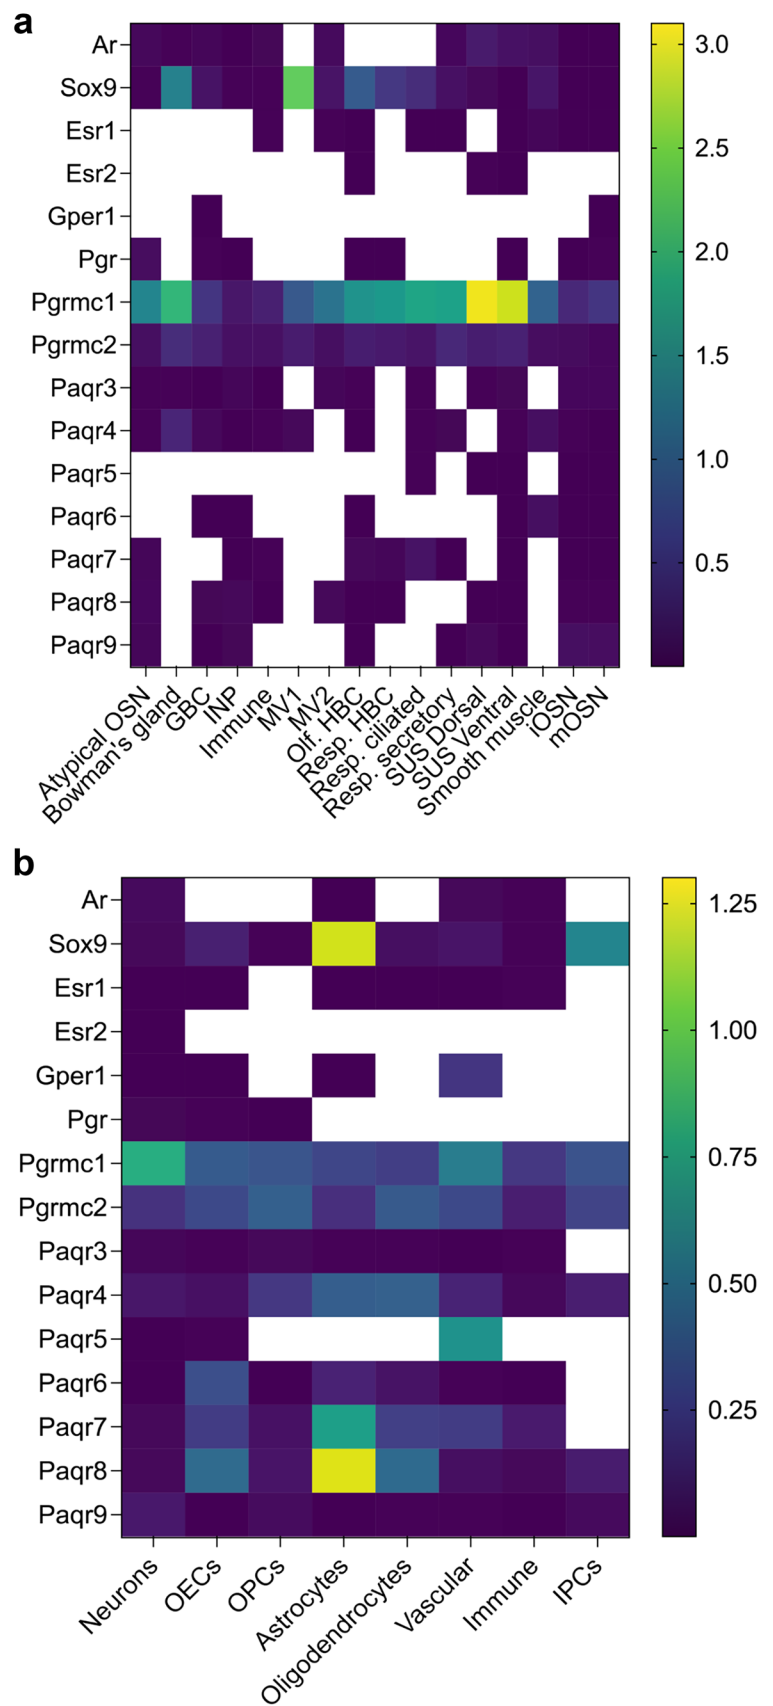 a
Ar
Sox9
Esr1
Esr2
Gper1
Pgr
Pgrmc1
Pgrmc2
Paqr3
Paqr4
Paqr5
Paqr6
Paqr7
Paqr8
Paqr9
3.0
2.5
2.0
1.5
1.0
0.5
Atypical OSN
Bowman's gland
GBC
INP
Immune
MV1
MV2
Olf. HBC
Resp. HBC
Resp. ciliated
Resp. secretory
SUS Dorsal
SUS Ventral
Smooth muscle
iOSN
mOSN
b
Ar
Sox9
Esr1
Esr2
Gper1
Pgr
Pgrmc1
Pgrmc2
Paqr3
Paqr4
Paqr5
Paqr6
Paqr7
Paqr8
Paqr9
1.25
1.00
0.75
0.50
0.25
Neurons
OECs
OPCs
Astrocytes
Oligodendrocytes
Vascular
Immune
IPCs